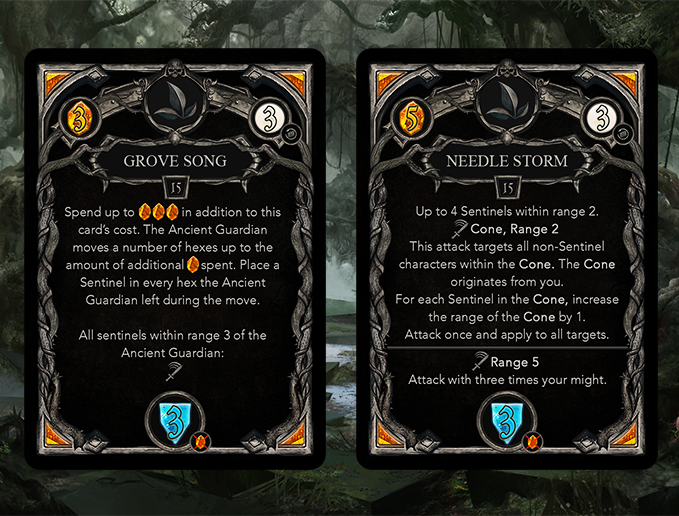 3 3
GROVE SONG
15
Spend up to in addition to this
card's cost. The Ancient Guardian
moves a number of hexes up to the
amount of additional spent. Place a
Sentinel in every hex the Ancient
Guardian left during the move.
All sentinels within range 3 of the
Ancient Guardian:
3
5 3
NEEDLE STORM
15
Up to 4 Sentinels within range 2.
Cone, Range 2
This attack targets all non-Sentinel
characters within the Cone. The Cone
originates from you.
For each Sentinel in the Cone, increase
the range of the Cone by 1.
Attack once and apply to all targets.
Range 5
Attack with three times your might.
3